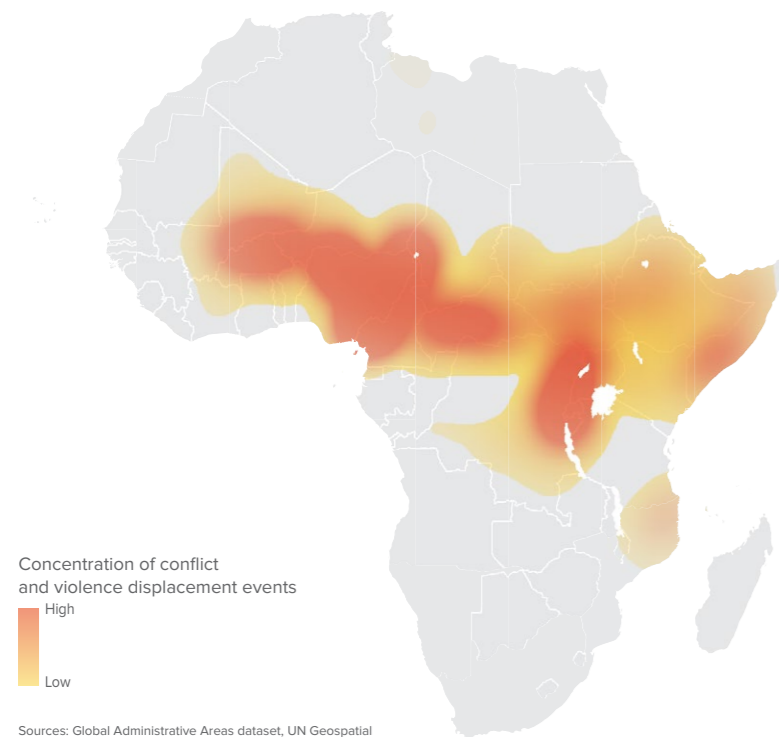 Concentration of conflict
and violence displacement events
High
Low
Sources: Global Administrative Areas dataset, UN Geospatial